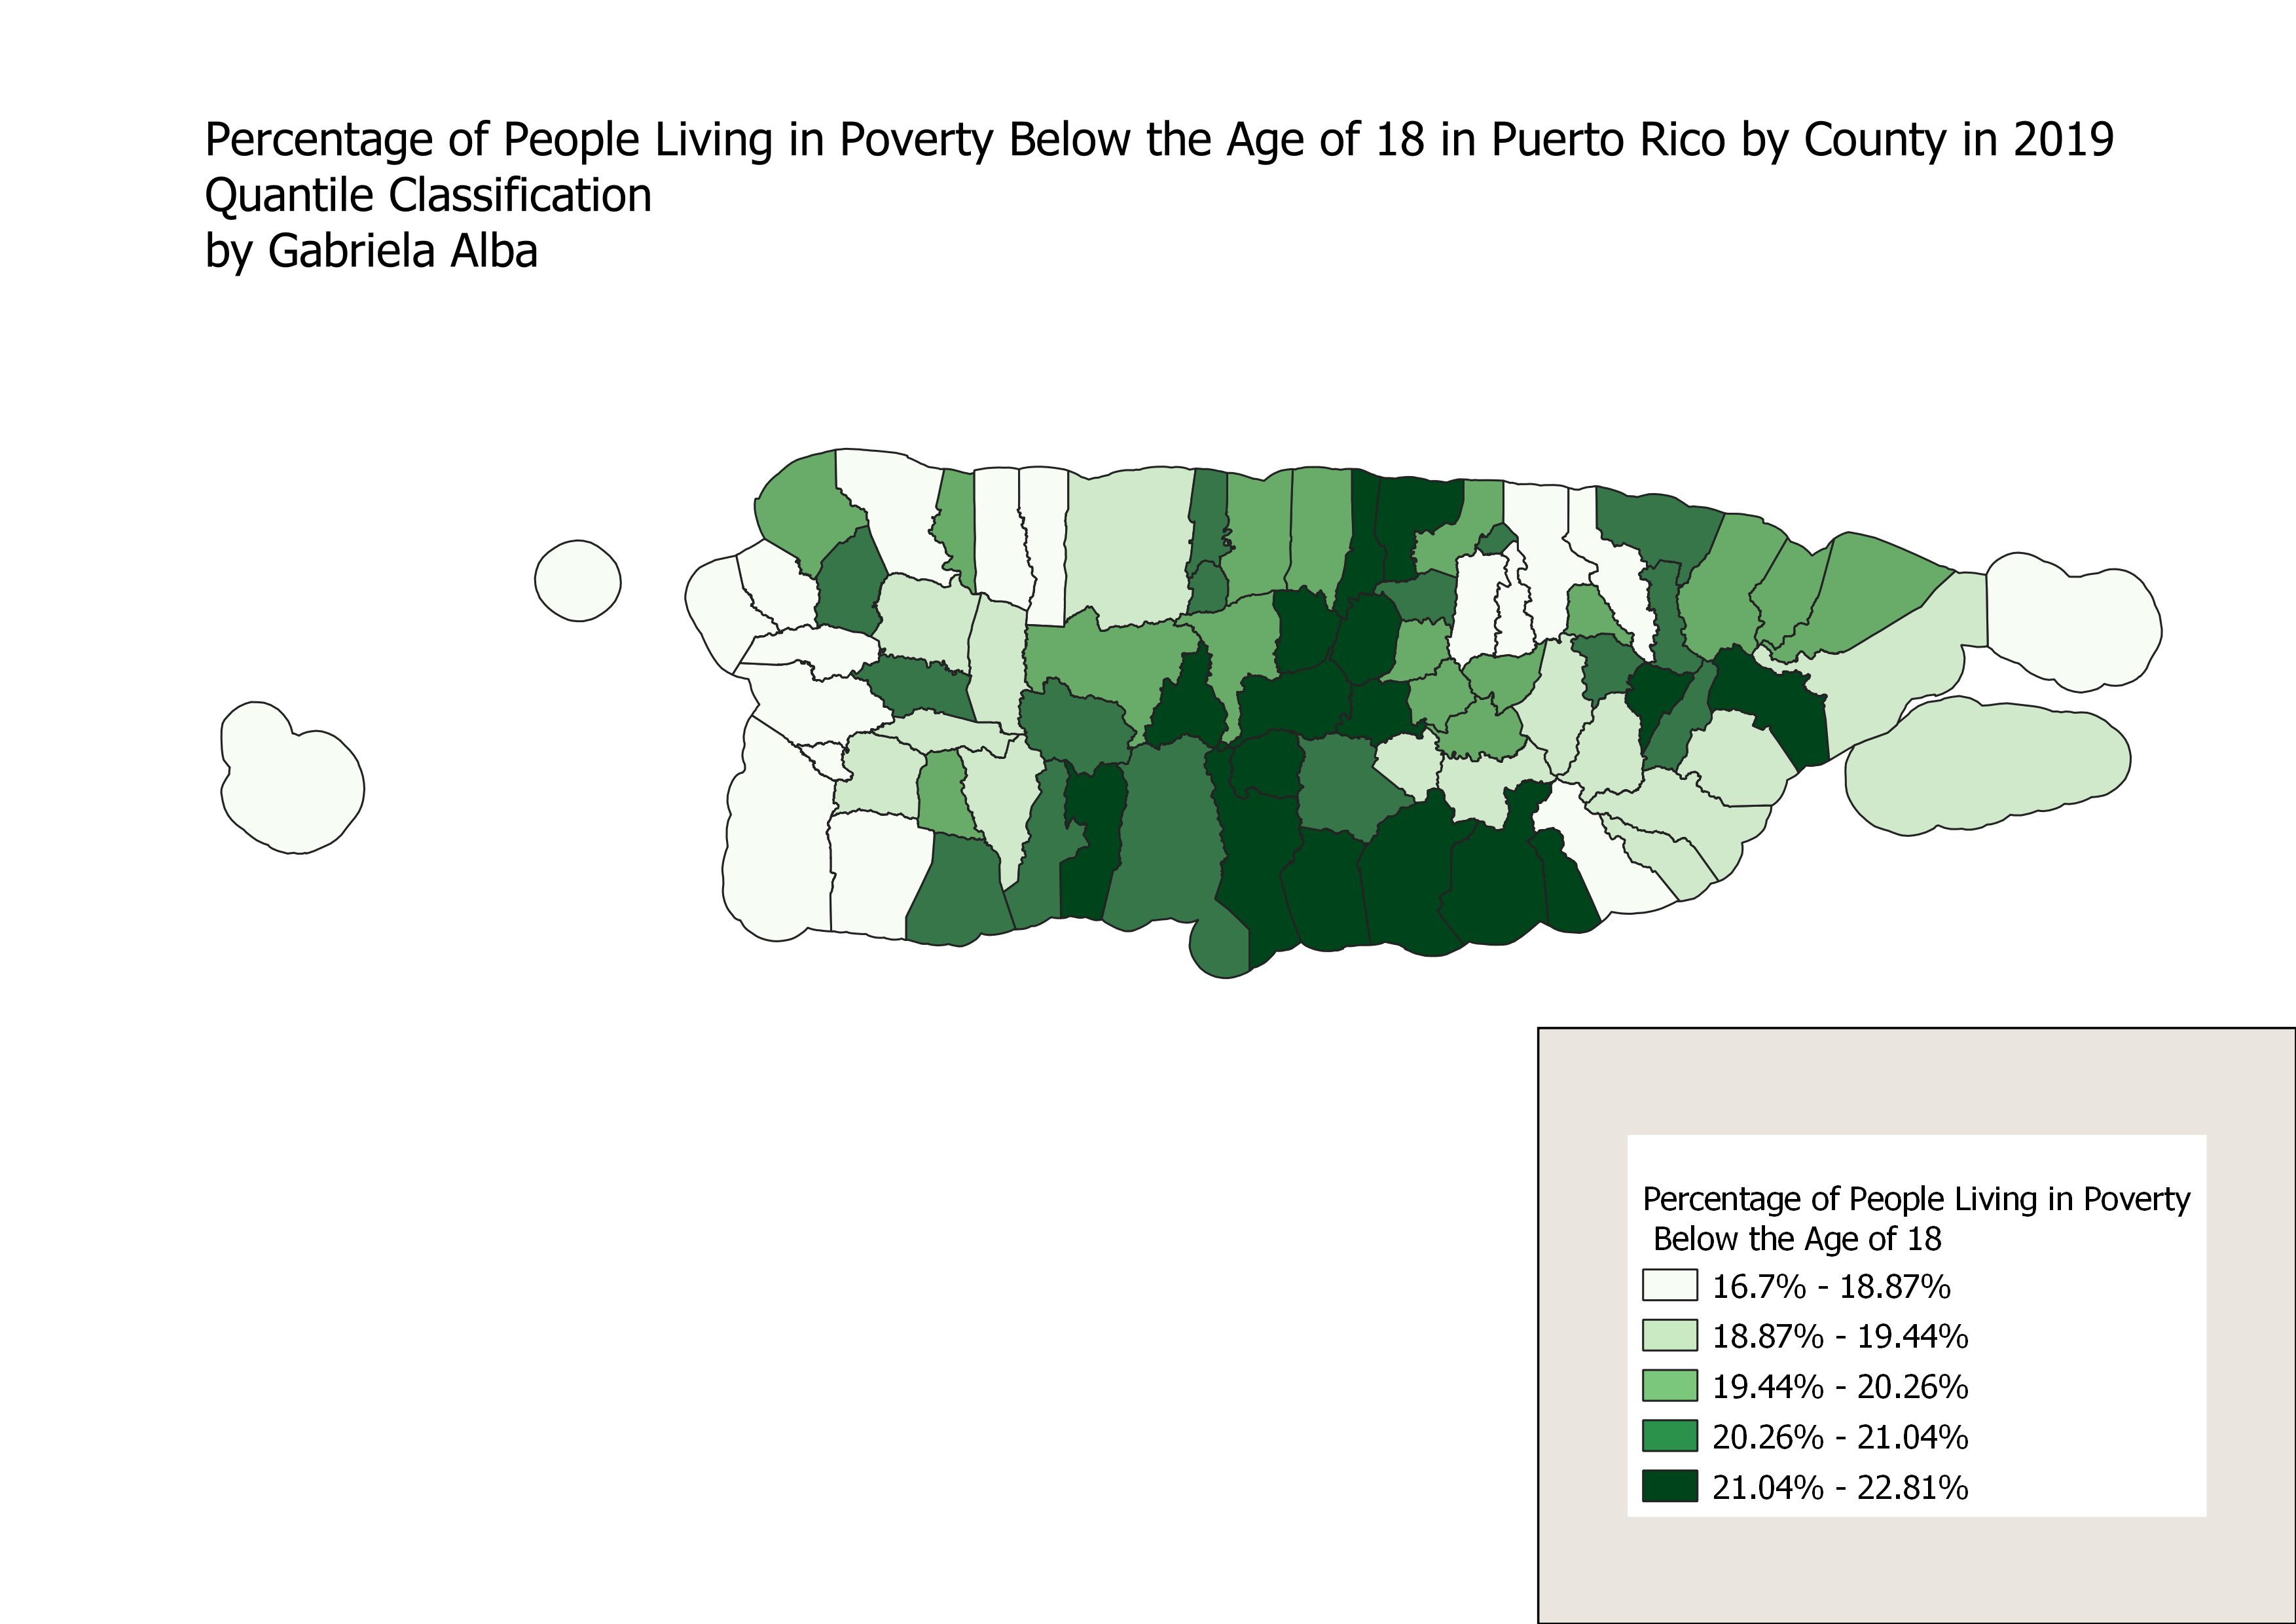 Percentage of People Living in Poverty Below the Age of 18 in Puerto Rico by County in 2019
Quantile Classification
by Gabriela Alba
Percentage of People Living in Poverty
Below the Age of 18
16.7% - 18.87%
18.87% - 19.44%
19.44% - 20.26%
20.26% - 21.04%
21.04% - 22.81%